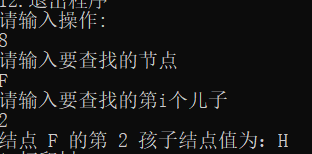 12.退出程序
请输入操作:
8
请输入要查找的节点
F
请输入要查找的第i个儿子
2
结点 F 的第 2 孩子结点值为: H